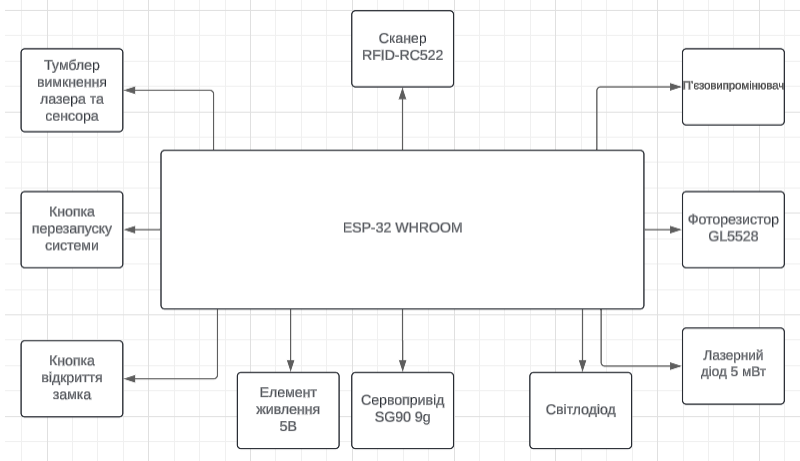 Сканер
RFID-RC522
Тумблер
вимкнення
лазера та
сенсора
П'єзовипромінювач
ESP-32 WHROOM
Кнопка
перезапуску
системи
Фоторезистор
GL5528
Кнопка
відкриття
замка
Лазерний
діод 5 мВт
Елемент
живлення
5В
Сервопривід
SG90 9g
Світлодіод